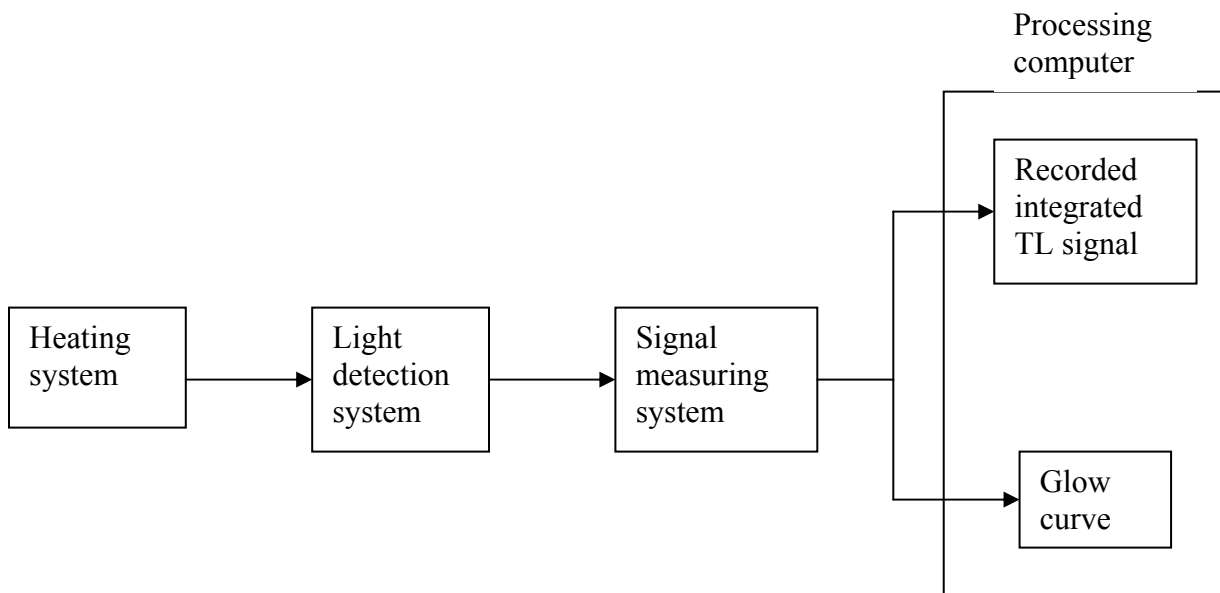 Processing
computer
Recorded
integrated
TL signal
Heating
system
Light
detection
system
Signal
measuring
system
Glow
curve